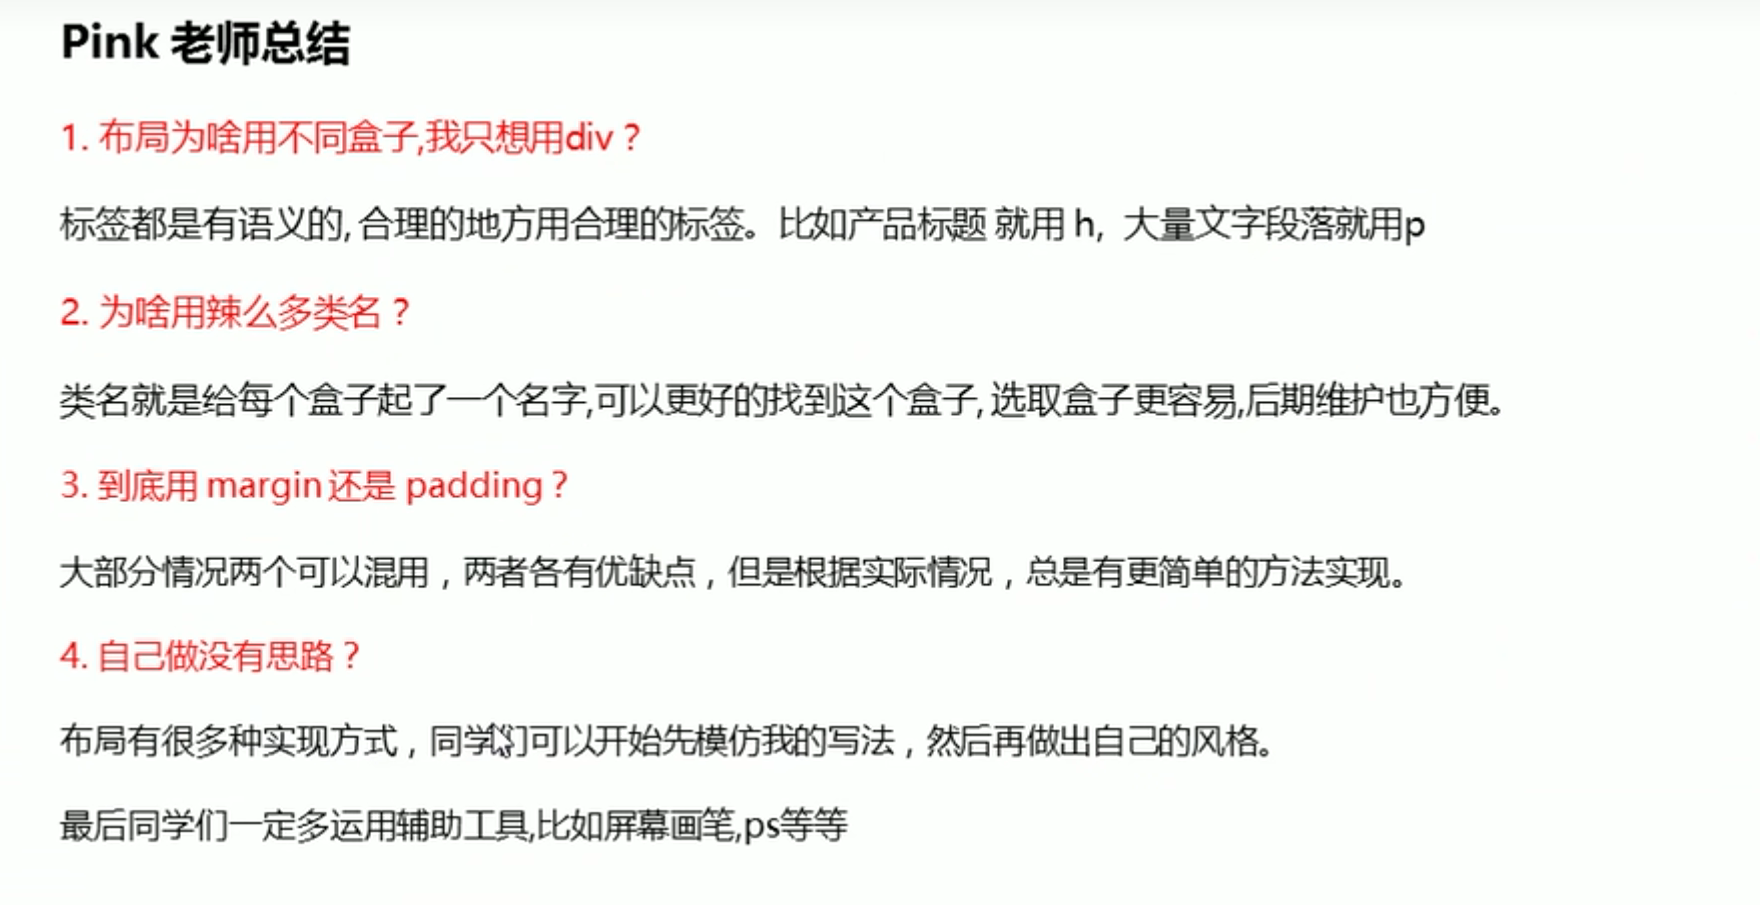 Pink 老师总结
1. 布局为啥用不同盒子,我只想用div？
标签都是有语义的, 合理的地方用合理的标签。比如产品标题 就用 h, 大量文字段落就用p
2. 为啥用辣么多类名？
类名就是给每个盒子起了一个名字,可以更好的找到这个盒子, 选取盒子更容易,后期维护也方便。
3. 到底用 margin 还是 padding？
大部分情况两个可以混用，两者各有优缺点，但是根据实际情况，总是有更简单的方法实现。
4. 自己做没有思路？
布局有很多种实现方式，同学们可以开始先模仿我的写法，然后再做出自己的风格。
最后同学们一定多运用辅助工具,比如屏幕画笔,ps等等